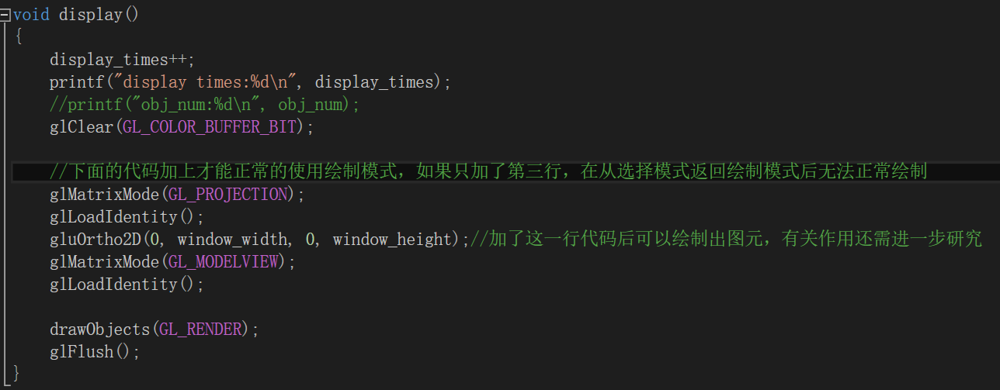 void display()
{
display_times++;
printf("display times:%d\n", display_times);
//printf("obj_num:%d\n", obj_num);
glClear(GL_COLOR_BUFFER_BIT);
//下面的代码加上才能正常的使用绘制模式，如果只加了第三行，在从选择模式返回绘制模式后无法正常绘制
glMatrixMode(GL_PROJECTION);
glLoadIdentity();
gluOrtho2D(0, window_width, 0, window_height);//加了这一行代码后可以绘制出图元，有关作用还需进一步研究
glMatrixMode(GL_MODELVIEW);
glLoadIdentity();
drawObjects(GL_RENDER);
glFlush();
}